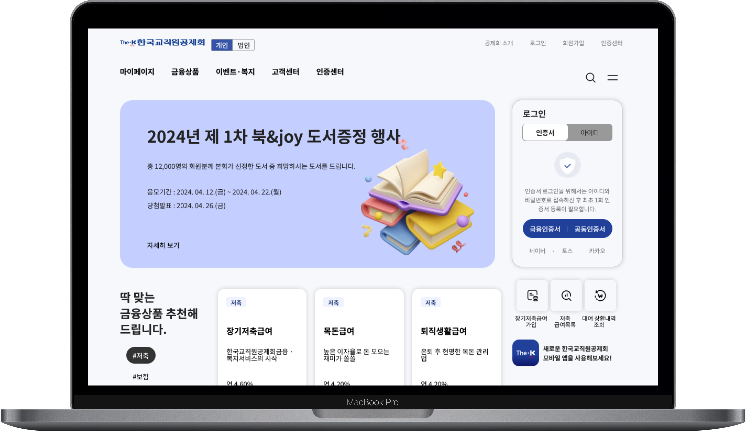 The-K 한국교직원공제회 개인 법인
공제회 소개 로그인 회원가입 인증센터
마이페이지 금융상품 이벤트·복지 고객센터 인증센터
2024년 제 1차 북&joy 도서증정 행사
총 12,000명의 회원분께 본회가 선정한 도서 중 희망하시는 도서를 드립니다.
응모기간 : 2024. 04. 12.(금) ~ 2024. 04. 22.(월)
당첨발표 : 2024. 04. 26.(금)
자세히 보기
로그인
인증서 아이디
인증서 로그인을 위해서는 아이디와
비밀번호로 접속하신 후 최초 1회 인
증서 등록이 필요합니다.
금융인증서 공동인증서
네이버 토스 카카오
딱 맞는
금융상품 추천해
드립니다.
#저축
#보험
저축
장기저축급여
한국교직원공제회금융·
복지서비스의 시작
연 4.60%
저축
목돈급여
높은 이자율로 돈 모으는
재미가 쏠쏠
연 4.20%
저축
퇴직생활급여
은퇴 후 현명한 목돈 관리
법
연 4.20%
장기저축급여
가입
저축
급여목록
대여 상환내역
조회
The-K
새로운 한국교직원공제회
모바일 앱을 사용해보세요!
MacBook Pro